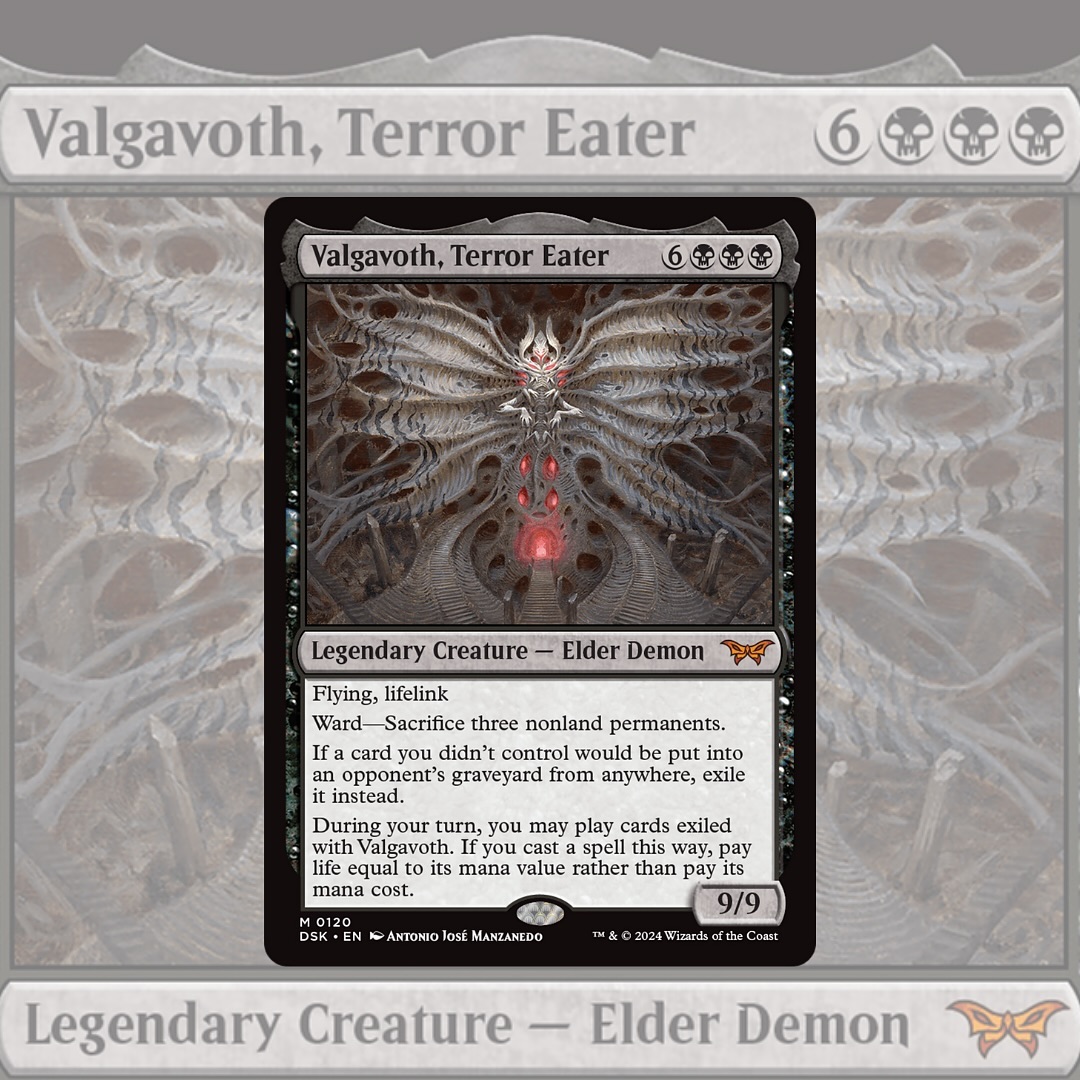 Valgavoth, Terror Eater 6
Valgavoth, Terror Eater 6
Legendary Creature — Elder Demon
Flying, lifelink
Ward—Sacrifice three nonland permanents.
If a card you didn't control would be put into
an opponent's graveyard from anywhere, exile
it instead.
During your turn, you may play cards exiled
with Valgavoth. If you cast a spell this way, pay
life equal to its mana value rather than pay its
mana cost.
9/9
M 0120
DSK • EN Antonio José Manzanedo
™ & © 2024 Wizards of the Coast
Legendary Creature — Elder Demon